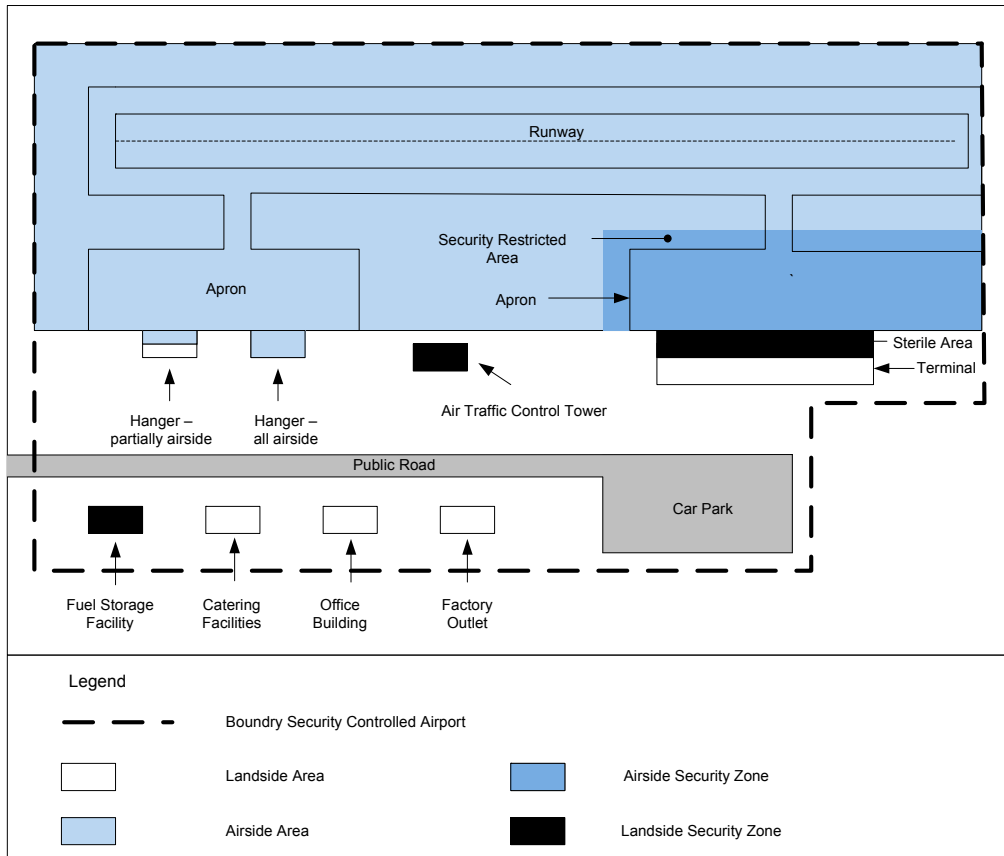 Runway
Security Restricted
Area
Apron
Apron
Sterile Area
Terminal
Air Traffic Control Tower
Hanger –
partially airside
Hanger –
all airside
Public Road
Car Park
Fuel Storage
Facility
Catering
Facilities
Office
Building
Factory
Outlet
Legend
Boundry Security Controlled Airport
Landside Area
Airside Security Zone
Airside Area
Landside Security Zone